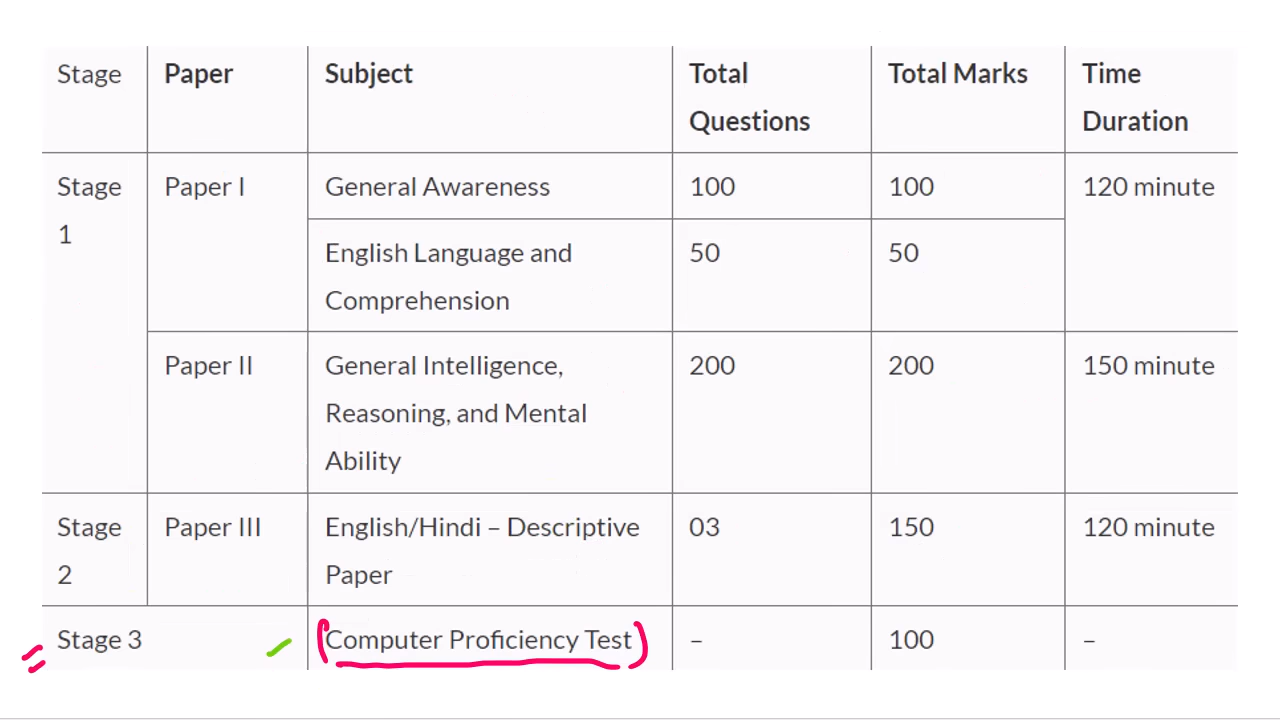 Stage Paper Subject Total Questions Total Marks Time Duration
Stage 1 Paper I General Awareness 100 100 120 minute
English Language and Comprehension 50 50
Paper II General Intelligence, Reasoning, and Mental Ability 200 200 150 minute
Stage 2 Paper III English/Hindi – Descriptive Paper 03 150 120 minute
Stage 3 Computer Proficiency Test – 100 –